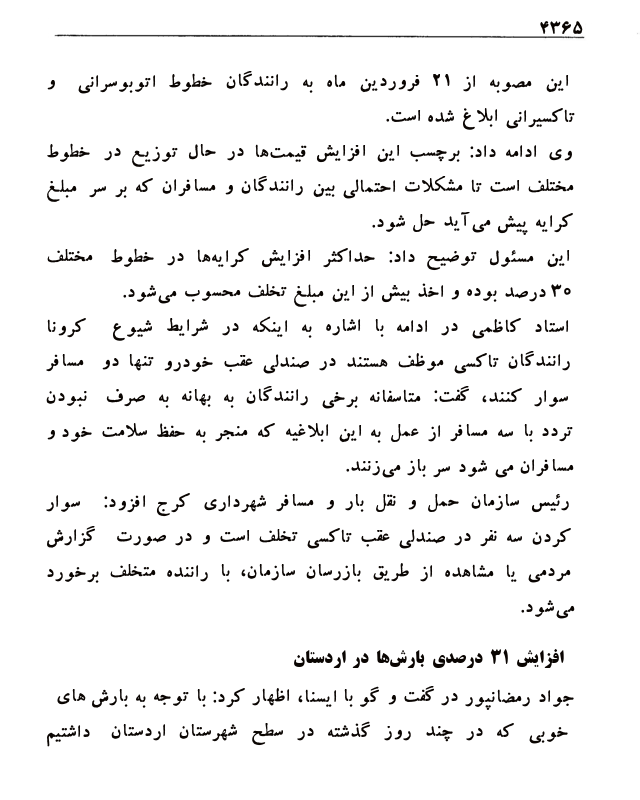 ۴۳۶۵
این مصوبه از ۲۱ فروردین ماه به رانندگان خطوط اتوبوسرانی و
تاکسیرانی ابلاغ شده است.
وی ادامه داد: برچسب این افزایش قیمت‌ها در حال توزیع در خطوط
مختلف است تا مشکلات احتمالی بین رانندگان و مسافران که بر سر مبلغ
کرایه پیش می‌آید حل شود.
این مسئول توضیح داد: حداکثر افزایش کرایه‌ها در خطوط مختلف
۳۰ درصد بوده و اخذ بیش از این مبلغ تخلف محسوب می‌شود.
استاد کاظمی در ادامه با اشاره به اینکه در شرایط شیوع کرونا
رانندگان تاکسی موظف هستند در صندلی عقب خودرو تنها دو مسافر
سوار کنند، گفت: متاسفانه برخی رانندگان به بهانه به صرف نبودن
تردد با سه مسافر از عمل به این ابلاغیه که منجر به حفظ سلامت خود و
مسافران می شود سر باز می‌زنند.
رئیس سازمان حمل و نقل بار و مسافر شهرداری کرج افزود: سوار
کردن سه نفر در صندلی عقب تاکسی تخلف است و در صورت گزارش
مردمی یا مشاهده از طریق بازرسان سازمان، با راننده متخلف برخورد
می‌شود.
افزایش ۳۱ درصدی بارش‌ها در اردستان
جواد رمضانپور در گفت و گو با ایسنا، اظهار کرد: با توجه به بارش های
خوبی که در چند روز گذشته در سطح شهرستان اردستان داشتیم